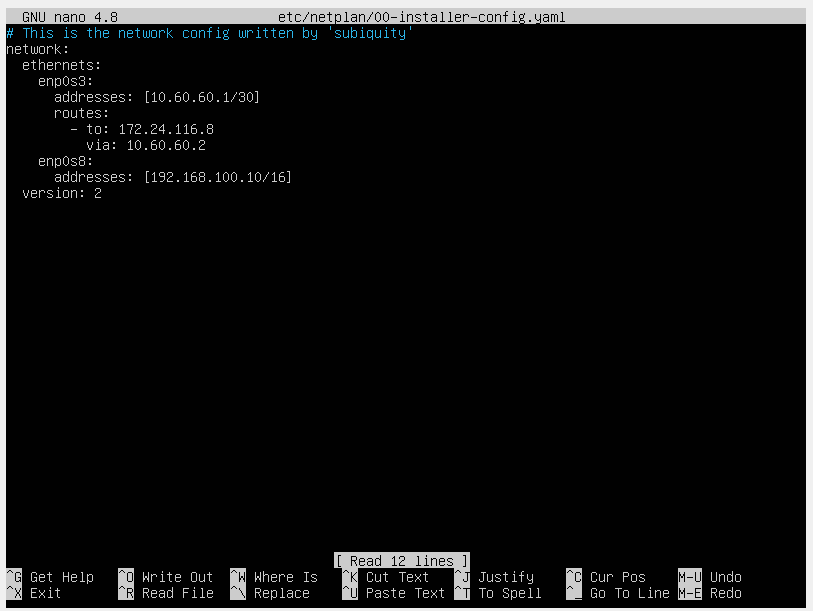 GNU nano 4.8 etc/netplan/00-installer-config.yaml
# This is the network config written by 'subiquity'
network:
  ethernets:
    enp0s3:
      addresses: [10.60.60.1/30]
      routes:
        - to: 172.24.116.8
          via: 10.60.60.2
    enp0s8:
      addresses: [192.168.100.10/16]
  version: 2
[ Read 12 lines ]
^G Get Help ^O Write Out ^W Where Is ^K Cut Text ^J Justify ^C Cur Pos M-U Undo
^X Exit ^R Read File ^\ Replace ^U Paste Text ^T To Spell ^_ Go To Line M-E Redo